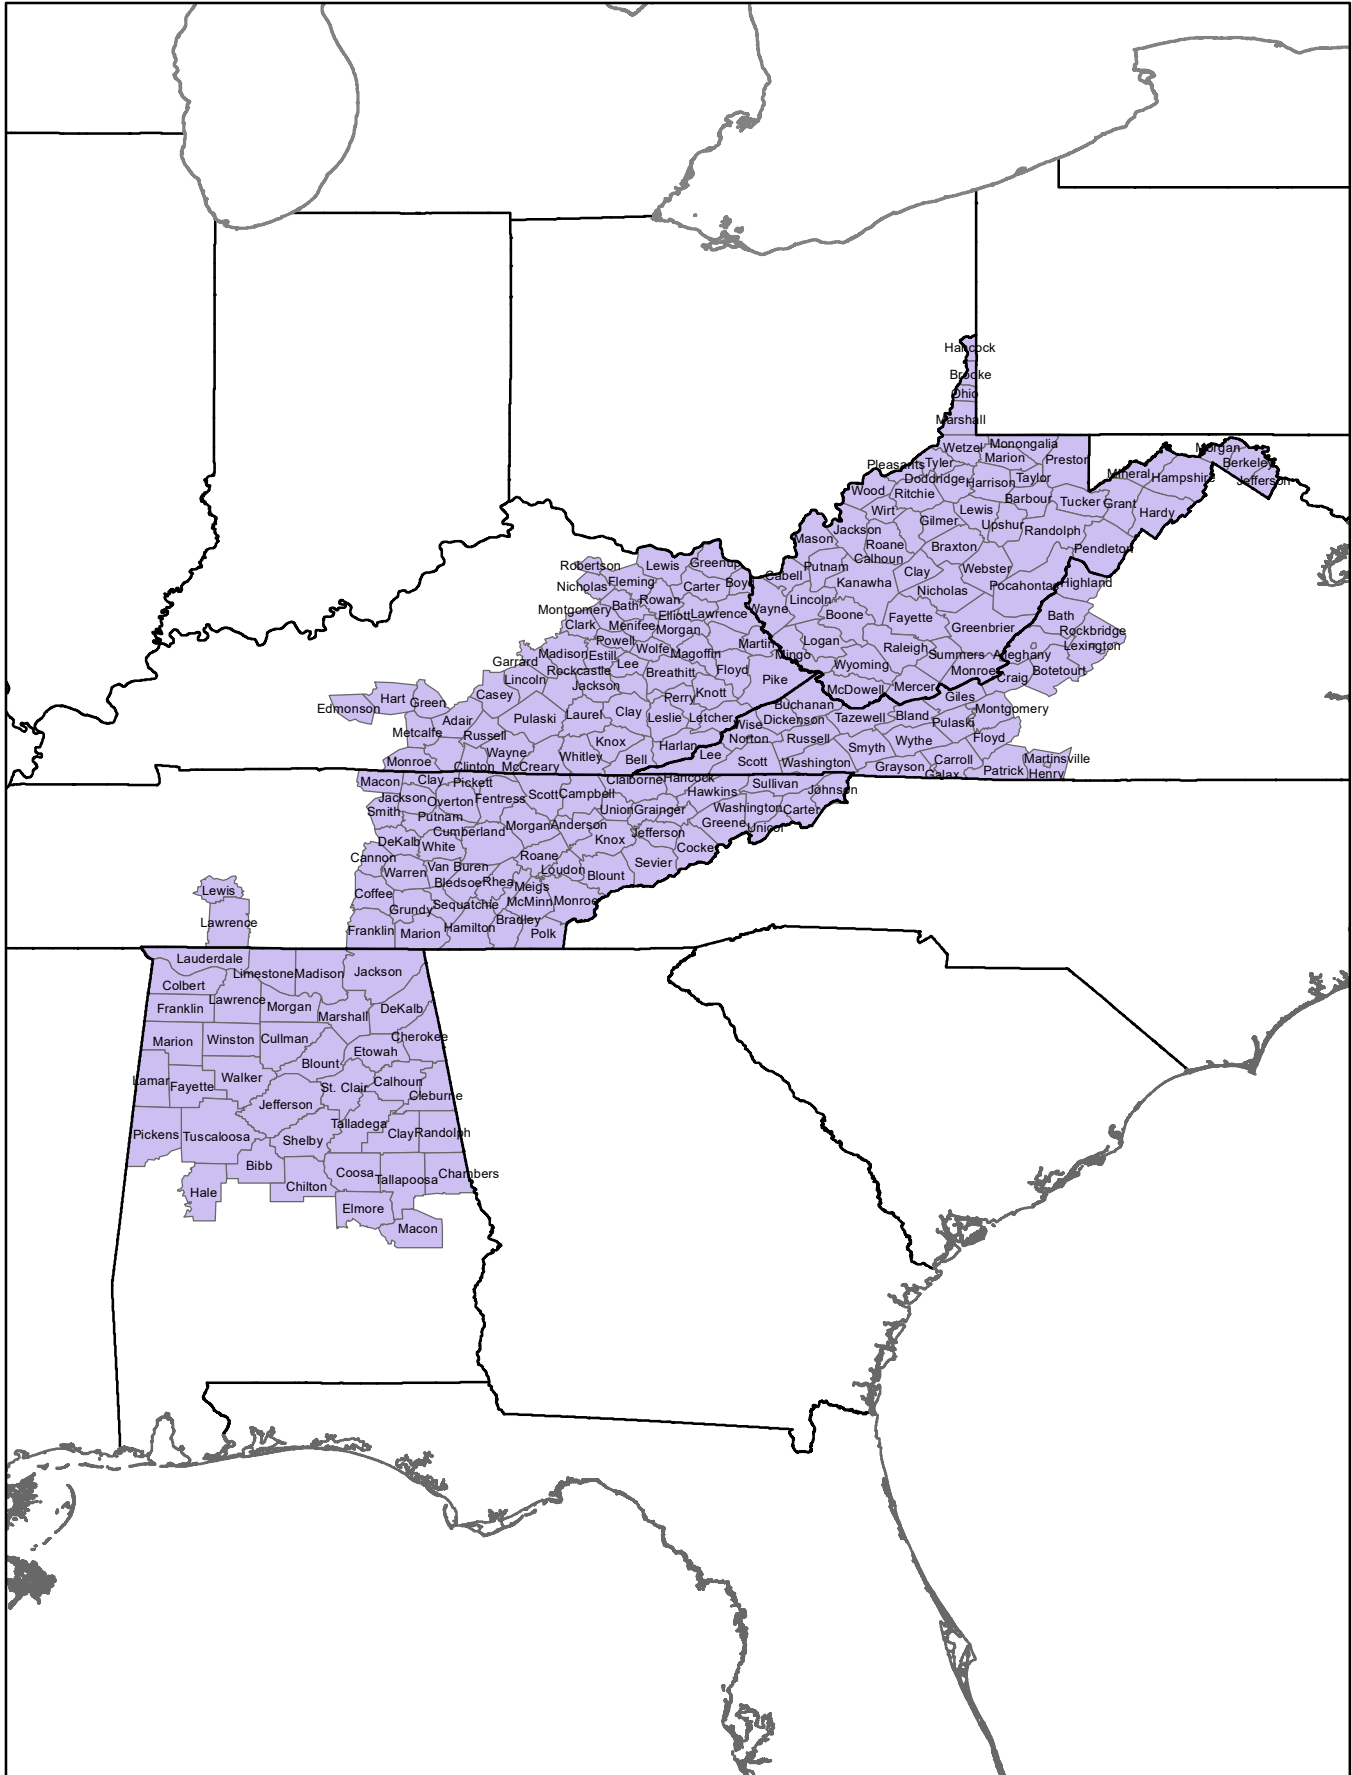 Hancock
Brooke
Ohio
Marshall
Wetzel
Monongalia
Marion
Preston
Pleasants
Tyler
Doddridge
Harrison
Taylor
Wood
Ritchie
Barbour
Tucker
Grant
Mineral
Hampshire
Morgan
Berkeley
Jefferson
Hardy
Wirt
Gilmer
Lewis
Upshur
Randolph
Mason
Jackson
Roane
Calhoun
Braxton
Pendleton
Putnam
Cabell
Kanawha
Clay
Webster
Nicholas
Pocahontas
Highland
Lincoln
Wayne
Boone
Fayette
Greenbrier
Bath
Rockbridge
Lexington
Logan
Mingo
Raleigh
Summers
Alleghany
Wyoming
Monroe
Craig
Botetourt
McDowell
Mercer
Giles
Robertson
Lewis
Greenup
Nicholas
Fleming
Carter
Boyd
Rowan
Montgomery
Bath
Elliott
Lawrence
Clark
Menifee
Morgan
Powell
Wolfe
Magoffin
Martin
Garrard
Madison
Estill
Lee
Rockcastle
Breathitt
Floyd
Lincoln
Jackson
Pike
Edmonson
Hart
Green
Casey
Perry
Knott
Adair
Pulaski
Laurel
Clay
Leslie
Letcher
Metcalfe
Russell
Knox
Harlan
Monroe
Wayne
Clinton
McCreary
Whitley
Bell
Buchanan
Wise
Dickenson
Tazewell
Bland
Pulaski
Montgomery
Norton
Russell
Smyth
Wythe
Floyd
Lee
Scott
Washington
Grayson
Carroll
Galax
Patrick
Martinsville
Henry
Macon
Clay
Pickett
Claiborne
Hancock
Sullivan
Johnson
Jackson
Overton
Fentress
Scott
Campbell
Hawkins
Smith
Putnam
Union
Grainger
Washington
Carter
Cumberland
Morgan
Anderson
Jefferson
Greene
Unicoi
DeKalb
White
Knox
Cocke
Cannon
Roane
Sevier
Warren
Van Buren
Loudon
Blount
Bledsoe
Rhea
Meigs
Coffee
Sequatchie
McMinn
Monroe
Grundy
Bradley
Franklin
Marion
Hamilton
Polk
Lewis
Lawrence
Lauderdale
Limestone
Madison
Jackson
Colbert
Lawrence
Franklin
Morgan
Marshall
DeKalb
Marion
Winston
Cullman
Cherokee
Etowah
Blount
Lamar
Fayette
Walker
St. Clair
Calhoun
Cleburne
Jefferson
Talladega
Pickens
Tuscaloosa
Shelby
Clay
Randolph
Bibb
Coosa
Tallapoosa
Chambers
Hale
Chilton
Elmore
Macon